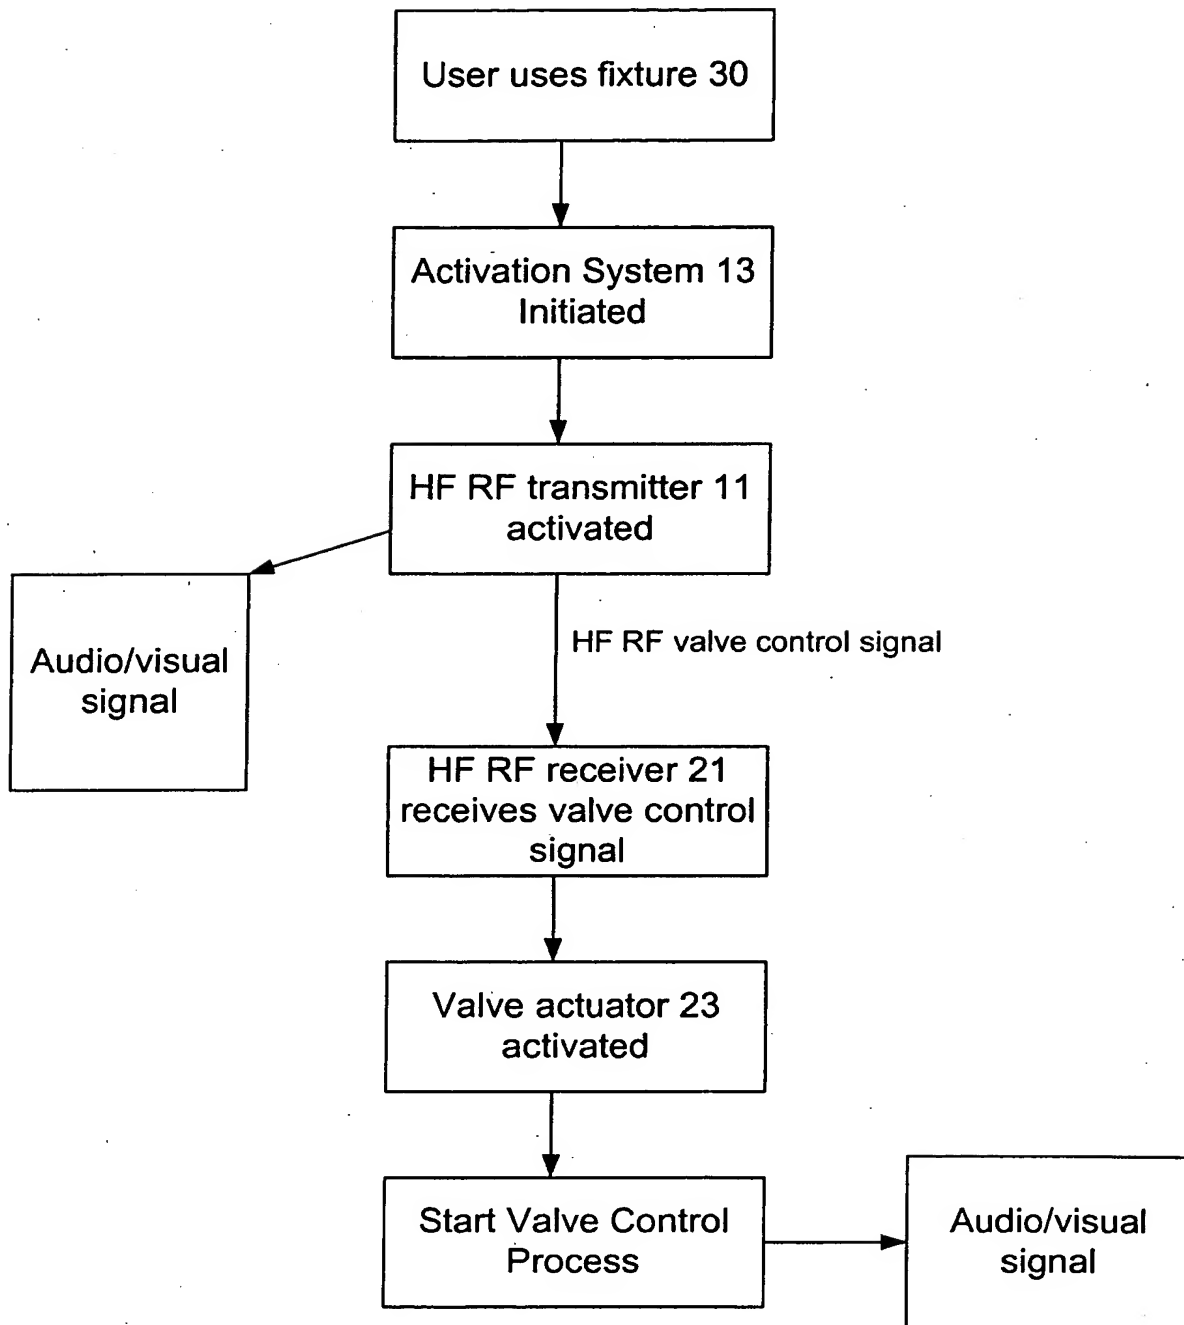 User uses fixture 30
Activation System 13
Initiated
HF RF transmitter 11
activated
Audio/visual
signal
HF RF valve control signal
HF RF receiver 21
receives valve control
signal
Valve actuator 23
activated
Start Valve Control
Process
Audio/visual
signal